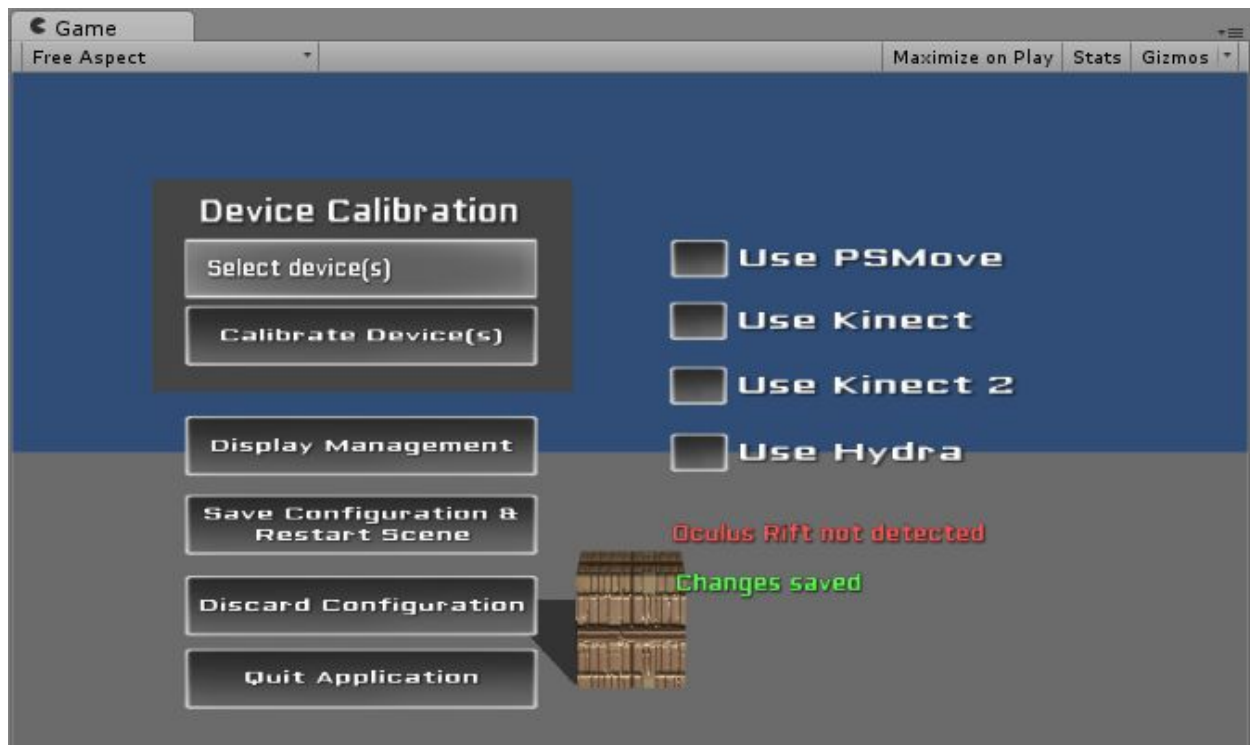 Game
Free Aspect
Maximize on Play
Stats
Gizmos
Device Calibration
Select device(s)
Calibrate Device(s)
Display Management
Save Configuration &
Restart Scene
Discard Configuration
Quit Application
Use PSMove
Use Kinect
Use Kinect 2
Use Hydra
Oculus Rift not detected
Changes saved